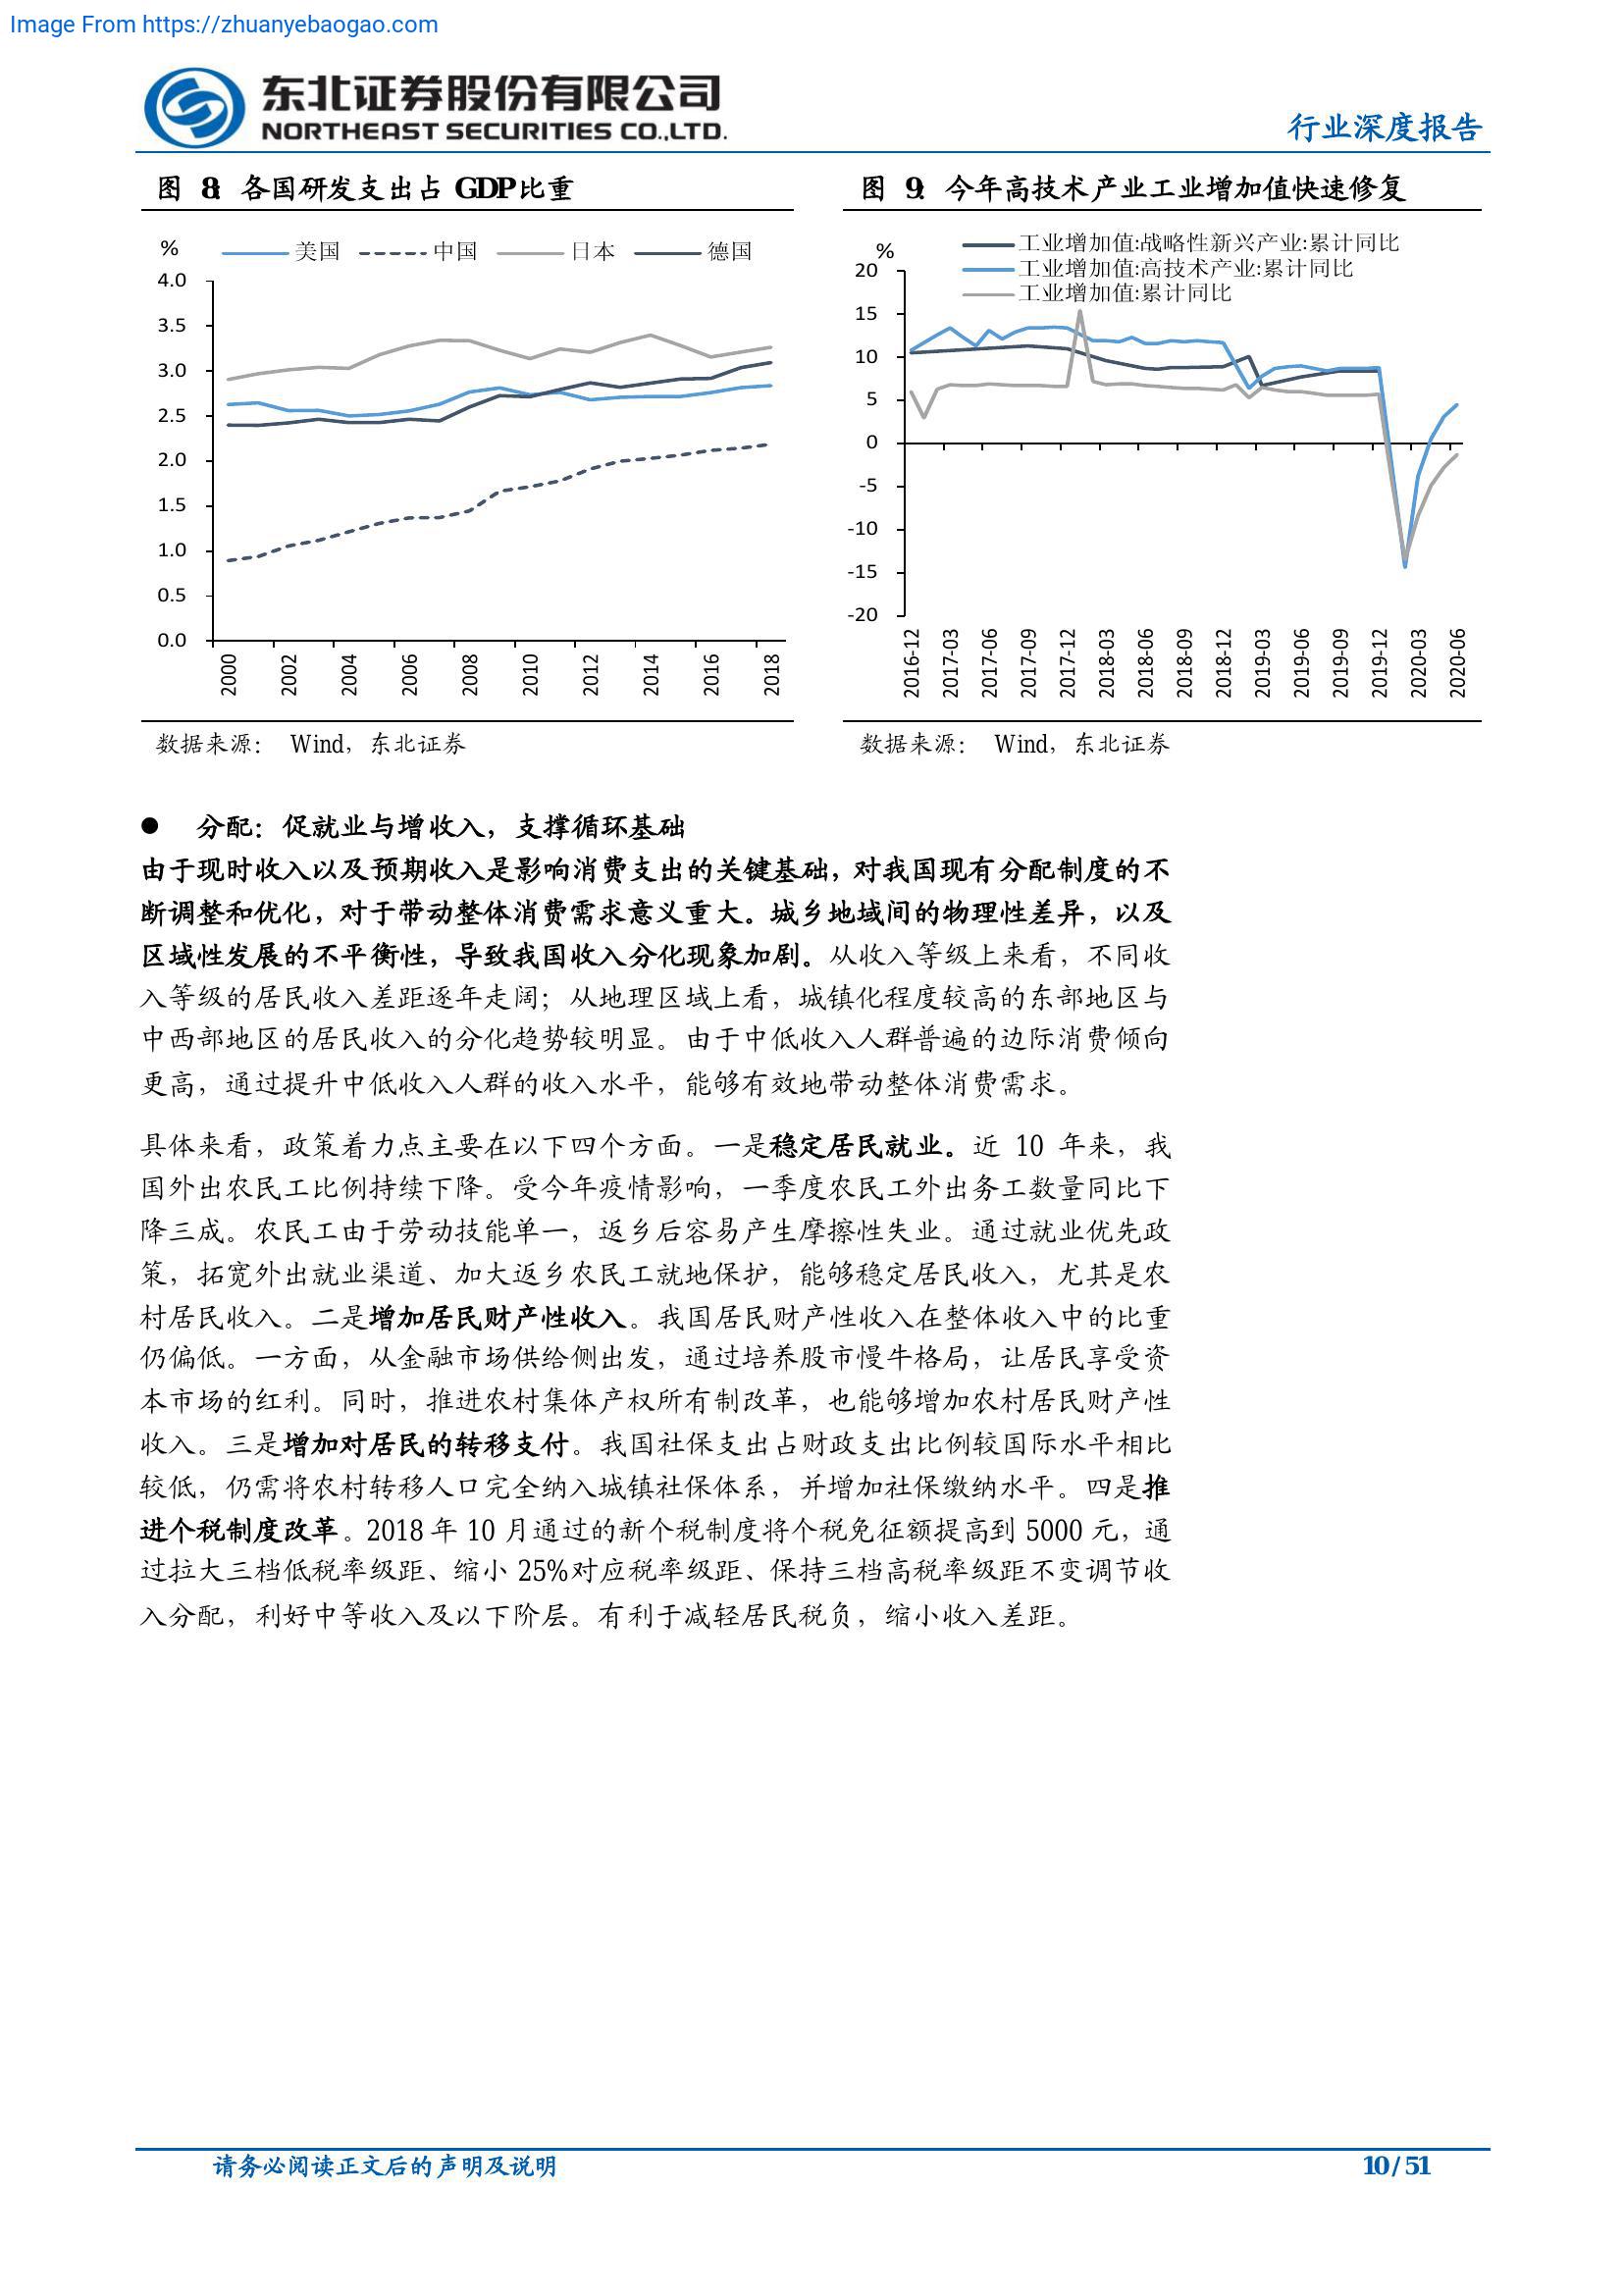 Image From https://zhuanyebaogao.com
东北证券股份有限公司
NORTHEAST SECURITIES CO.,LTD.
行业深度报告
图 8: 各国研发支出占 GDP 比重
%
美国 中国 日本 德国
4.0
3.5
3.0
2.5
2.0
1.5
1.0
0.5
0.0
2000 2002 2004 2006 2008 2010 2012 2014 2016 2018
数据来源： Wind，东北证券
图 9: 今年高技术产业工业增加值快速修复
%
工业增加值:战略性新兴产业:累计同比
工业增加值:高技术产业:累计同比
工业增加值:累计同比
20
15
10
5
0
-5
-10
-15
-20
2016-12 2017-03 2017-06 2017-09 2017-12 2018-03 2018-06 2018-09 2018-12 2019-03 2019-06 2019-09 2019-12 2020-03 2020-06
数据来源： Wind，东北证券
● 分配：促就业与增收入，支撑循环基础
由于现时收入以及预期收入是影响消费支出的关键基础，对我国现有分配制度的不
断调整和优化，对于带动整体消费需求意义重大。城乡地域间的物理性差异，以及
区域性发展的不平衡性，导致我国收入分化现象加剧。从收入等级上来看，不同收
入等级的居民收入差距逐年走阔；从地理区域上看，城镇化程度较高的东部地区与
中西部地区的居民收入的分化趋势较明显。由于中低收入人群普遍的边际消费倾向
更高，通过提升中低收入人群的收入水平，能够有效地带动整体消费需求。
具体来看，政策着力点主要在以下四个方面。一是稳定居民就业。近 10 年来，我
国外出农民工比例持续下降。受今年疫情影响，一季度农民工外出务工数量同比下
降三成。农民工由于劳动技能单一，返乡后容易产生摩擦性失业。通过就业优先政
策，拓宽外出就业渠道、加大返乡农民工就地保护，能够稳定居民收入，尤其是农
村居民收入。二是增加居民财产性收入。我国居民财产性收入在整体收入中的比重
仍偏低。一方面，从金融市场供给侧出发，通过培养股市慢牛格局，让居民享受资
本市场的红利。同时，推进农村集体产权所有制改革，也能够增加农村居民财产性
收入。三是增加对居民的转移支付。我国社保支出占财政支出比例较国际水平相比
较低，仍需将农村转移人口完全纳入城镇社保体系，并增加社保缴纳水平。四是推
进个税制度改革。2018 年 10 月通过的新个税制度将个税免征额提高到 5000 元，通
过拉大三档低税率级距、缩小 25%对应税率级距、保持三档高税率级距不变调节收
入分配，利好中等收入及以下阶层。有利于减轻居民税负，缩小收入差距。
请务必阅读正文后的声明及说明
10 / 51